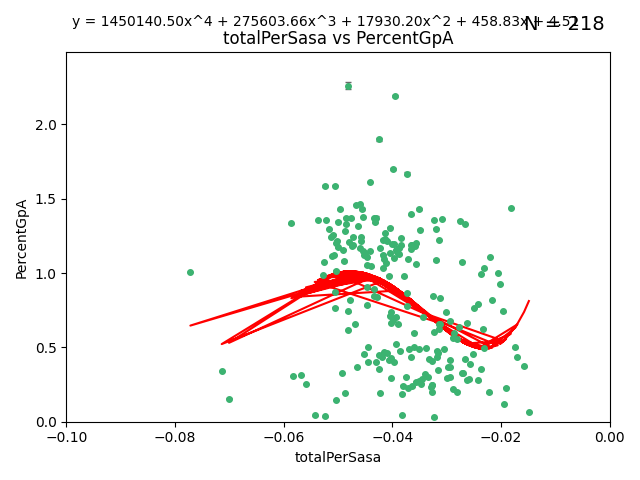 y = 1450140.50x^4 + 275603.66x^3 + 17930.20x^2 + 458.83x +
N = 218
totalPerSasa vs PercentGpA
PercentGpA
2.0
1.5
1.0
0.5
0.0
−0.10 −0.08 −0.06 −0.04 −0.02 0.00
totalPerSasa